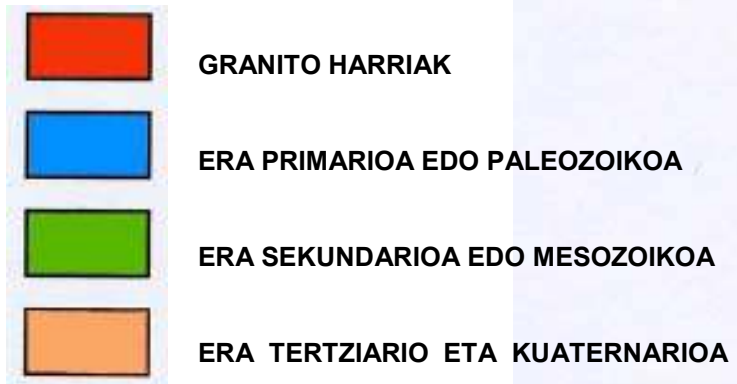 GRANITO HARRIAK
ERA PRIMARIOA EDO PALEOZOIKOA
ERA SEKUNDARIOA EDO MESOZOIKOA
ERA TERTZIARIO ETA KUATERNARIOA